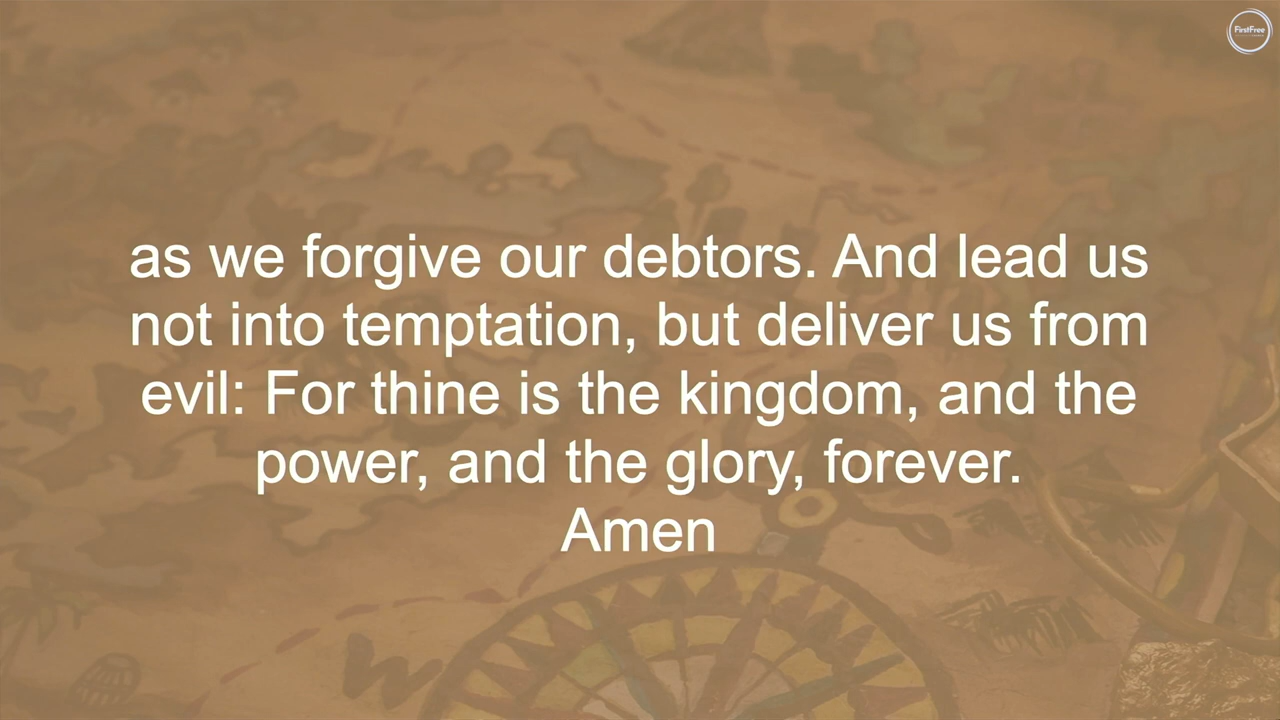 FirstFree
as we forgive our debtors. And lead us
not into temptation, but deliver us from
evil: For thine is the kingdom, and the
power, and the glory, forever.
Amen
W